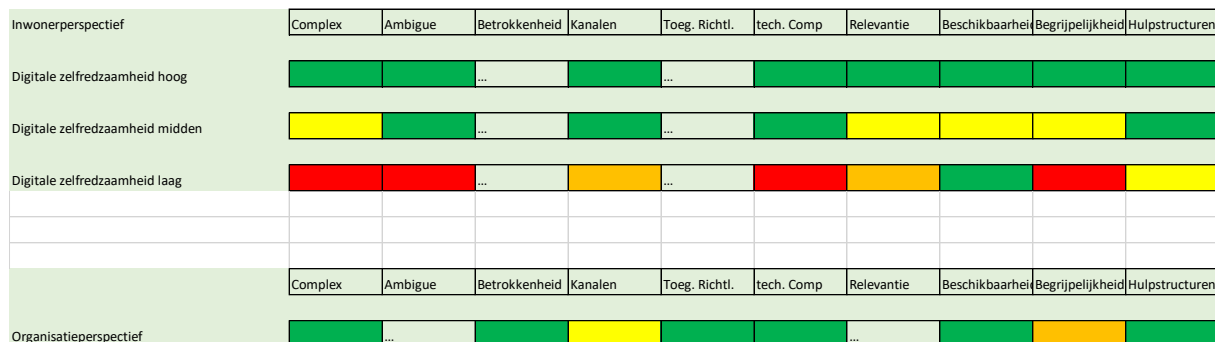 Inwonerperspectief Complex Ambigue Betrokkenheid Kanalen Toeg. Richtl. tech. Comp Relevantie Beschikbaarheid Begrijpelijkheid Hulpstructuren
Digitale zelfredzaamheid hoog ... ...
Digitale zelfredzaamheid midden ... ...
Digitale zelfredzaamheid laag ... ...
Complex Ambigue Betrokkenheid Kanalen Toeg. Richtl. tech. Comp Relevantie Beschikbaarheid Begrijpelijkheid Hulpstructuren
Organisatieperspectief ... ...